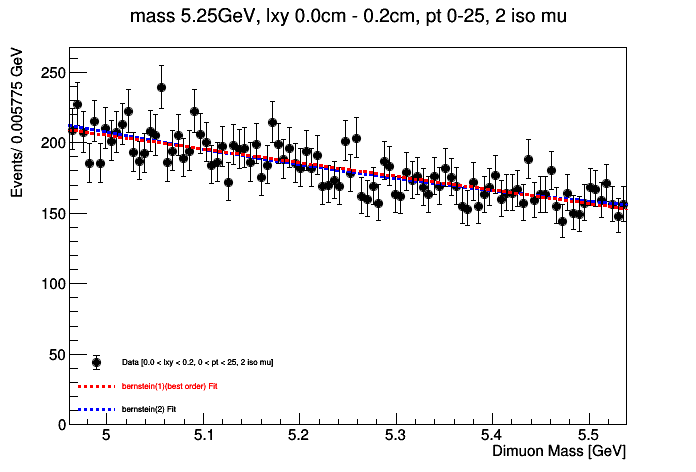 mass 5.25GeV, lxy 0.0cm - 0.2cm, pt 0-25, 2 iso mu
Events/ 0.005775 GeV
250
200
150
100
50
0
Data [0.0 < lxy < 0.2, 0 < pt < 25, 2 iso mu]
bernstein(1)(best order) Fit
bernstein(2) Fit
5 5.1 5.2 5.3 5.4 5.5
Dimuon Mass [GeV]